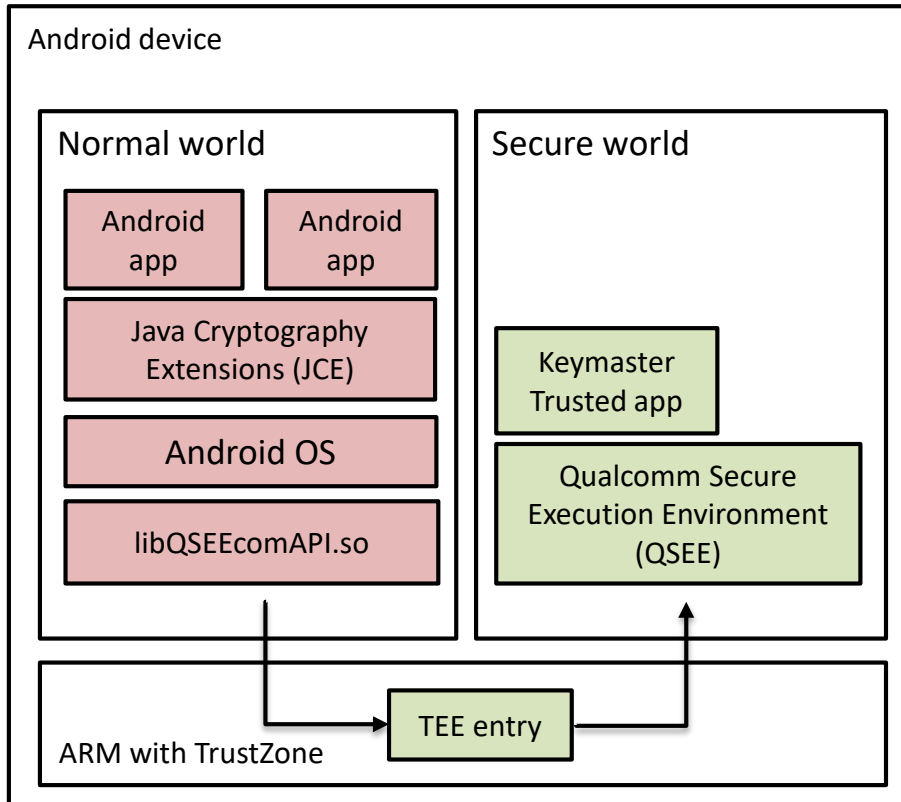 Android device
Normal world
Android
app
Android
app
Java Cryptography
Extensions (JCE)
Android OS
libQSEEcomAPI.so
Secure world
Keymaster
Trusted app
Qualcomm Secure
Execution Environment
(QSEE)
TEE entry
ARM with TrustZone